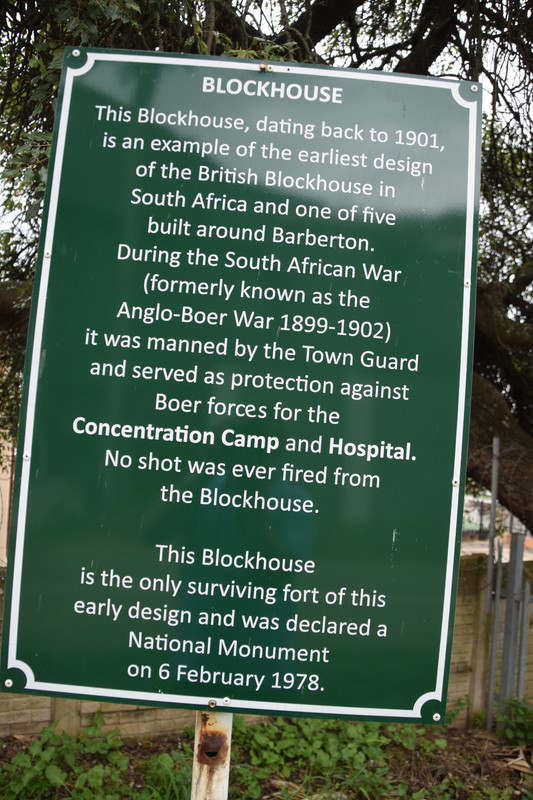 BLOCKHOUSE
This Blockhouse, dating back to 1901,
is an example of the earliest design
of the British Blockhouse in
South Africa and one of five
built around Barberton.
During the South African War
(formerly known as the
Anglo-Boer War 1899-1902)
it was manned by the Town Guard
and served as protection against
Boer forces for the
Concentration Camp and Hospital.
No shot was ever fired from
the Blockhouse.
This Blockhouse
is the only surviving fort of this
early design and was declared a
National Monument
on 6 February 1978.